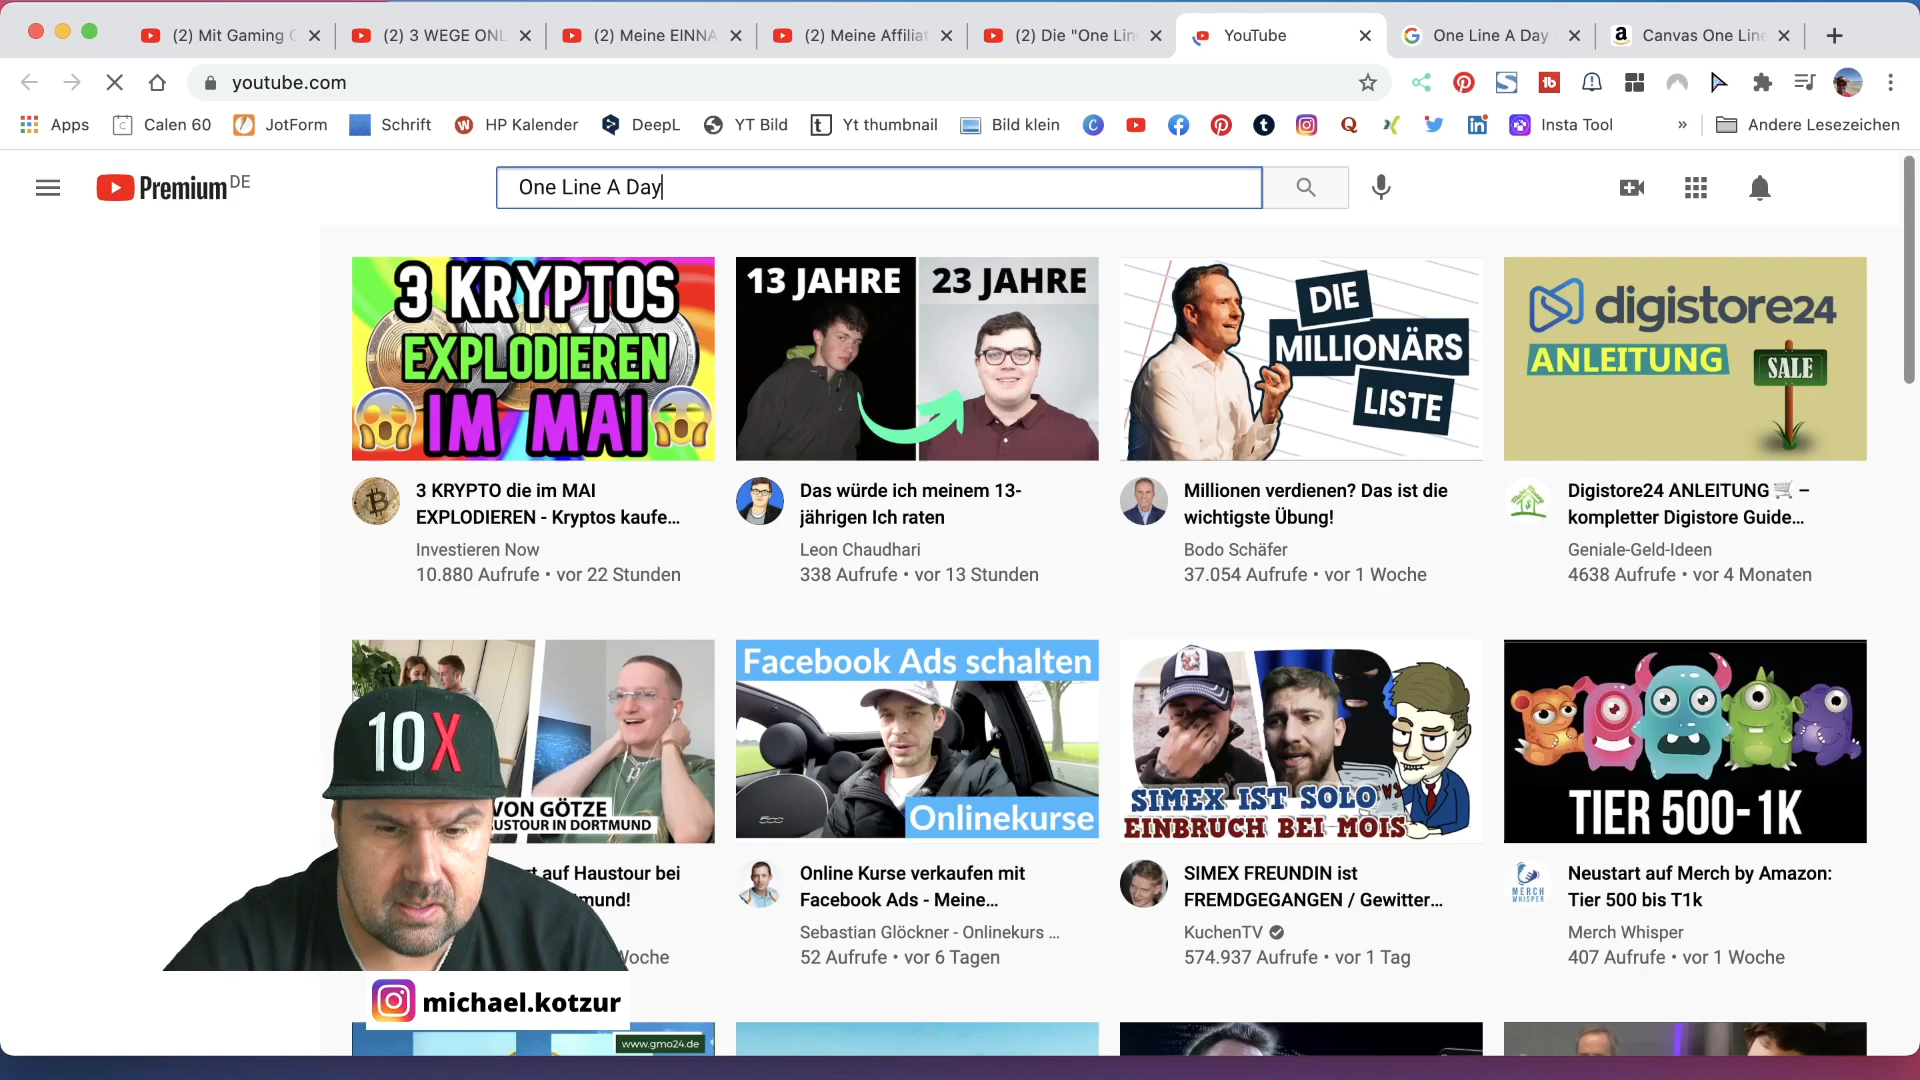 (2) Mit Gaming
(2) 3 WEGE ONL
(2) Meine EINNA
(2) Meine Affiliat
(2) Die "One Lin
YouTube
One Line A Day
Canvas One Line
youtube.com
Apps
Calen 60
JotForm
Schrift
HP Kalender
DeepL
YT Bild
Yt thumbnail
Bild klein
Insta Tool
»
Andere Lesezeichen
Premium DE
One Line A Day
3 KRYPTOS
EXPLODIEREN
IM MAI
13 JAHRE
23 JAHRE
DIE
MILLIONÄRS
LISTE
digistore24
ANLEITUNG
SALE
3 KRYPTO die im MAI
EXPLODIEREN - Kryptos kaufe...
Investieren Now
10.880 Aufrufe • vor 22 Stunden
Das würde ich meinem 13-
jährigen Ich raten
Leon Chaudhari
338 Aufrufe • vor 13 Stunden
Millionen verdienen? Das ist die
wichtigste Übung!
Bodo Schäfer
37.054 Aufrufe • vor 1 Woche
Digistore24 ANLEITUNG 🛒 –
kompletter Digistore Guide...
Geniale-Geld-Ideen
4638 Aufrufe • vor 4 Monaten
10X
VON GÖTZE
USTOUR IN DORTMUND
Facebook Ads schalten
Onlinekurse
SIMEX IST SOLO
EINBRUCH BEI MOIS
TIER 500-1K
t auf Haustour bei
mund!
Woche
Online Kurse verkaufen mit
Facebook Ads - Meine...
Sebastian Glöckner - Onlinekurs ...
52 Aufrufe • vor 6 Tagen
SIMEX FREUNDIN ist
FREMDGEGANGEN / Gewitter...
KuchenTV
574.937 Aufrufe • vor 1 Tag
MERCH
WHISPER
Neustart auf Merch by Amazon:
Tier 500 bis T1k
Merch Whisper
407 Aufrufe • vor 1 Woche
michael.kotzur
www.gmo24.de